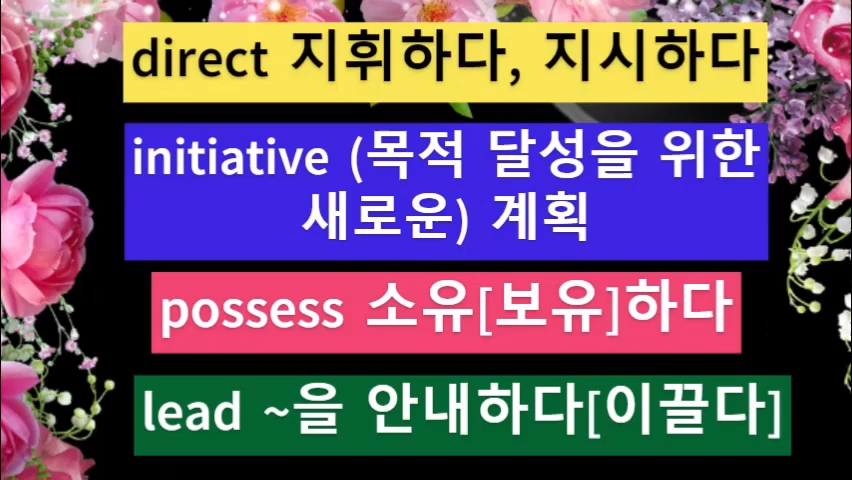 direct 지휘하다, 지시하다
initiative (목적 달성을 위한
새로운) 계획
possess 소유[보유]하다
lead ~을 안내하다[이끌다]